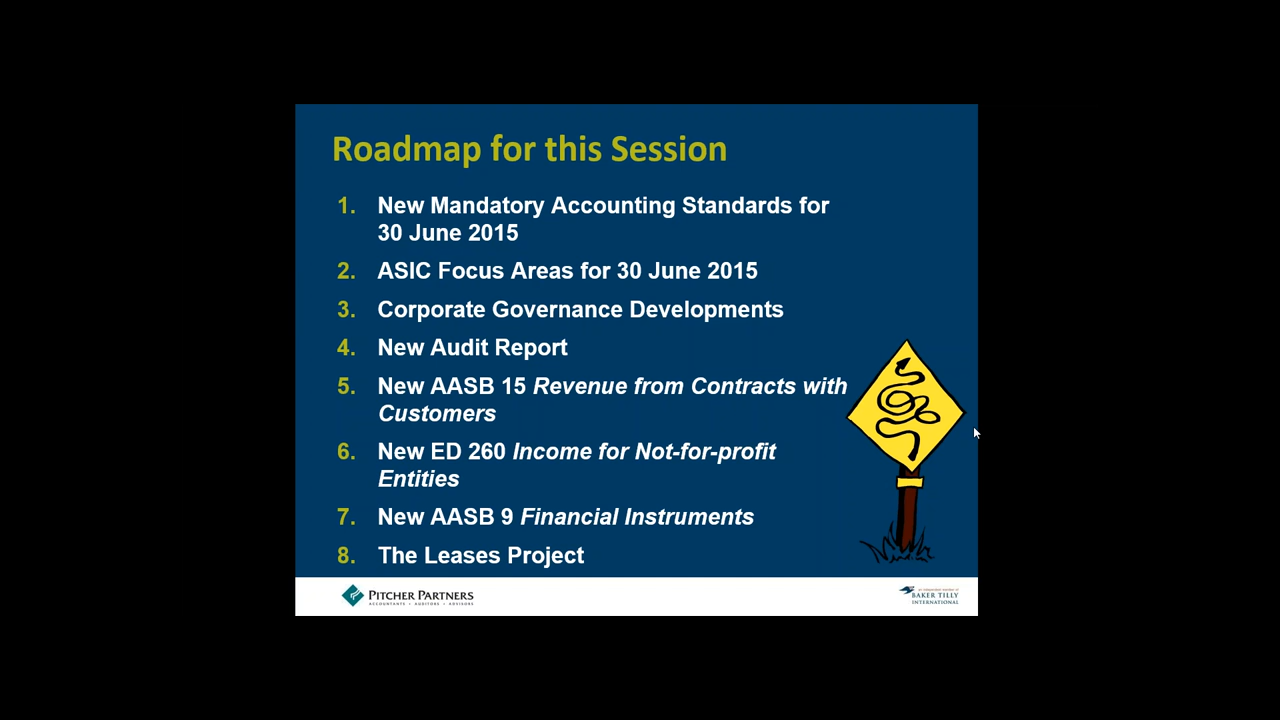 Roadmap for this Session
1. New Mandatory Accounting Standards for
30 June 2015
2. ASIC Focus Areas for 30 June 2015
3. Corporate Governance Developments
4. New Audit Report
5. New AASB 15 Revenue from Contracts with
Customers
6. New ED 260 Income for Not-for-profit
Entities
7. New AASB 9 Financial Instruments
8. The Leases Project
PITCHER PARTNERS
ACCOUNTANTS • AUDITORS • ADVISORS
BAKER TILLY
INTERNATIONAL